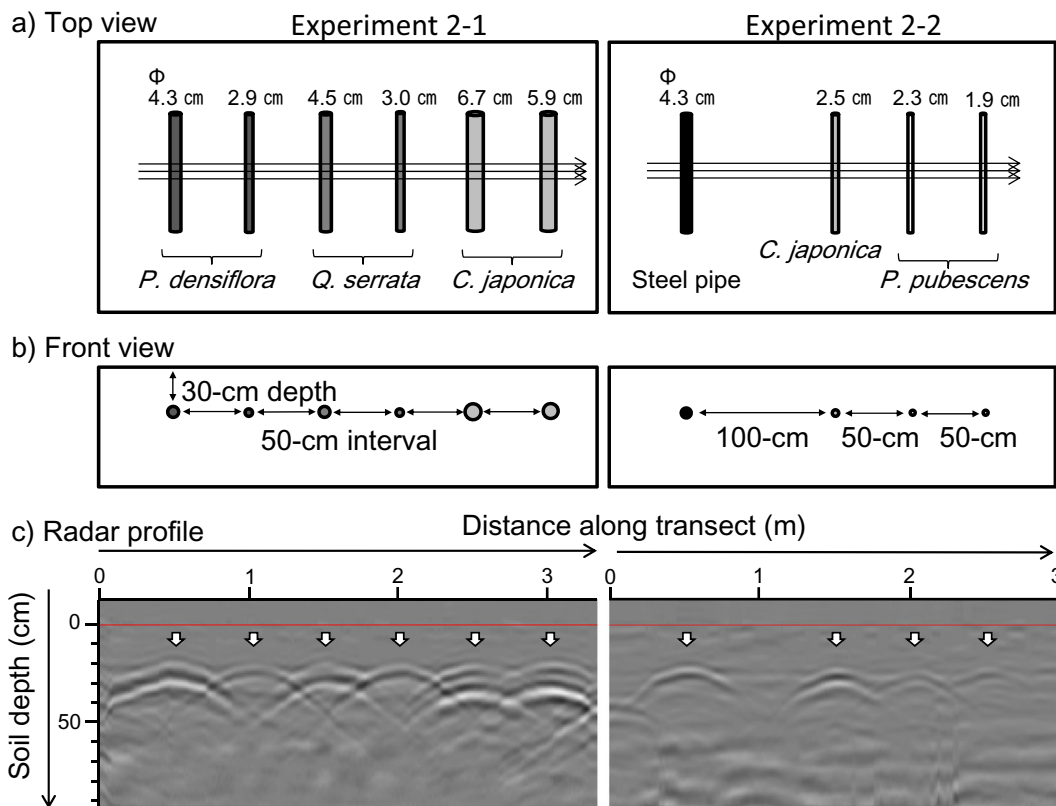 a) Top view
Experiment 2-1
Experiment 2-2
Φ
4.3 cm 2.9 cm 4.5 cm 3.0 cm 6.7 cm 5.9 cm
P. densiflora Q. serrata C. japonica
Φ
4.3 cm 2.5 cm 2.3 cm 1.9 cm
C. japonica
Steel pipe P. pubescens
b) Front view
30-cm depth
50-cm interval
100-cm 50-cm 50-cm
c) Radar profile
Distance along transect (m)
0 1 2 3
0 1 2 3
Soil depth (cm)
0
50